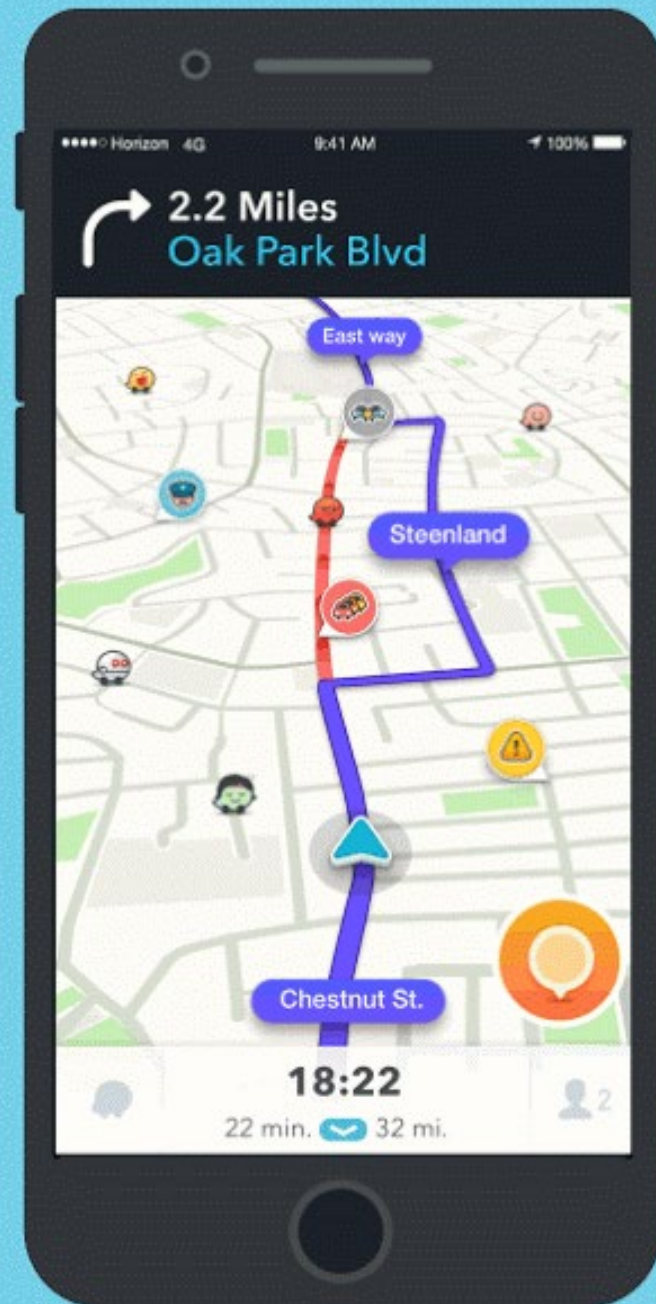 Horizon 4G 9:41 AM 100%
2.2 Miles
Oak Park Blvd
East way
Steenland
Chestnut St.
18:22
2
22 min. 32 mi.